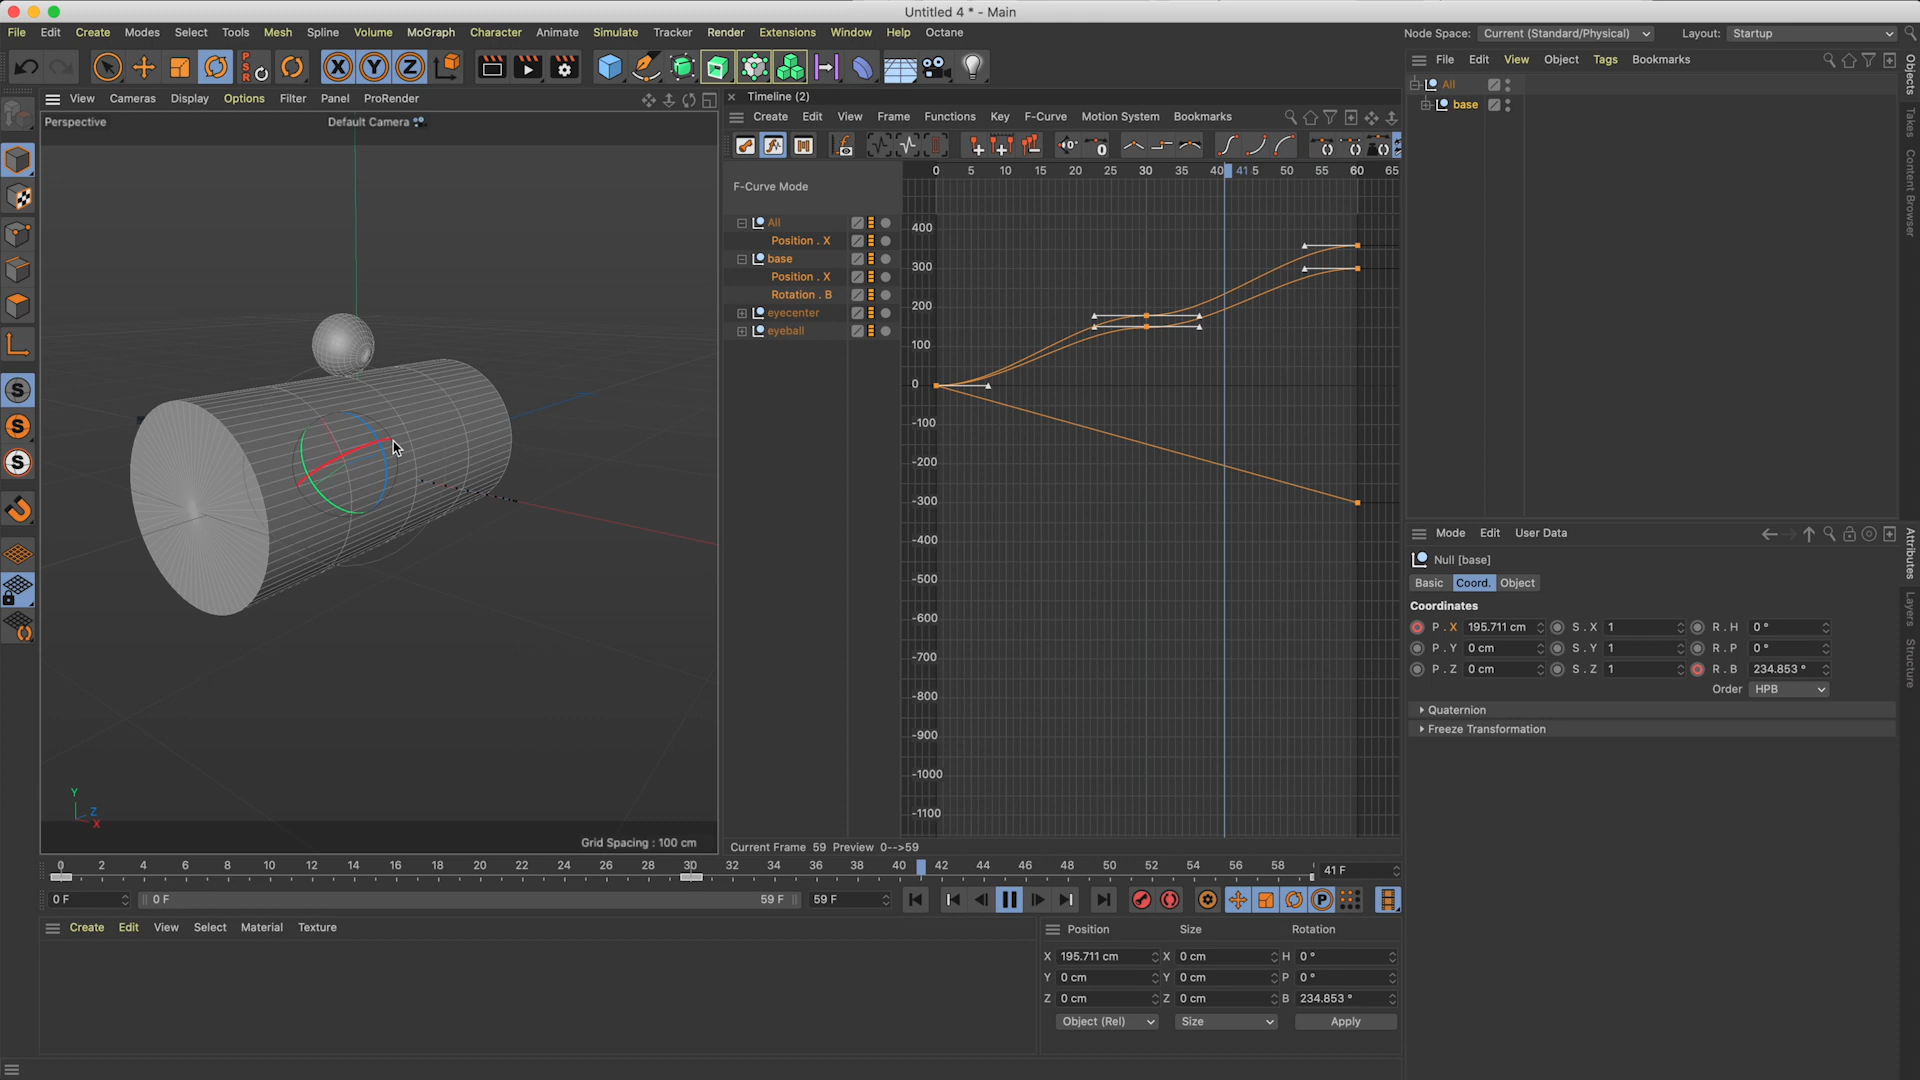 Untitled 4 * - Main
File Edit Create Modes Select Tools Mesh Spline Volume MoGraph Character Animate Simulate Tracker Render Extensions Window Help Octane
Node Space: Current (Standard/Physical) Layout: Startup
PSR
X Y Z
View Cameras Display Options Filter Panel ProRender
Perspective
Default Camera
Timeline (2)
Create Edit View Frame Functions Key F-Curve Motion System Bookmarks
F-Curve Mode
0 5 10 15 20 25 30 35 40 41 5 50 55 60 65
All
Position . X
base
Position . X
Rotation . B
eyecenter
eyeball
400
300
200
100
0
-100
-200
-300
-400
-500
-600
-700
-800
-900
-1000
-1100
Current Frame 59 Preview 0-->59
Grid Spacing : 100 cm
Y
Z
X
S
S
S
File Edit View Object Tags Bookmarks
All
base
Objects
Takes
Content Browser
Mode Edit User Data
Null [base]
Basic Coord. Object
Coordinates
P . X 195.711 cm S . X 1 R . H 0 °
P . Y 0 cm S . Y 1 R . P 0 °
P . Z 0 cm S . Z 1 R . B 234.853 °
Order HPB
Quaternion
Freeze Transformation
Attributes
Layers
Structure
0 2 4 6 8 10 12 14 16 18 20 22 24 26 28 30 32 34 36 38 40 42 44 46 48 50 52 54 56 58
41 F
0 F 0 F 59 F 59 F
P
Create Edit View Select Material Texture
Position Size Rotation
X 195.711 cm X 0 cm H 0 °
Y 0 cm Y 0 cm P 0 °
Z 0 cm Z 0 cm B 234.853 °
Object (Rel) Size Apply